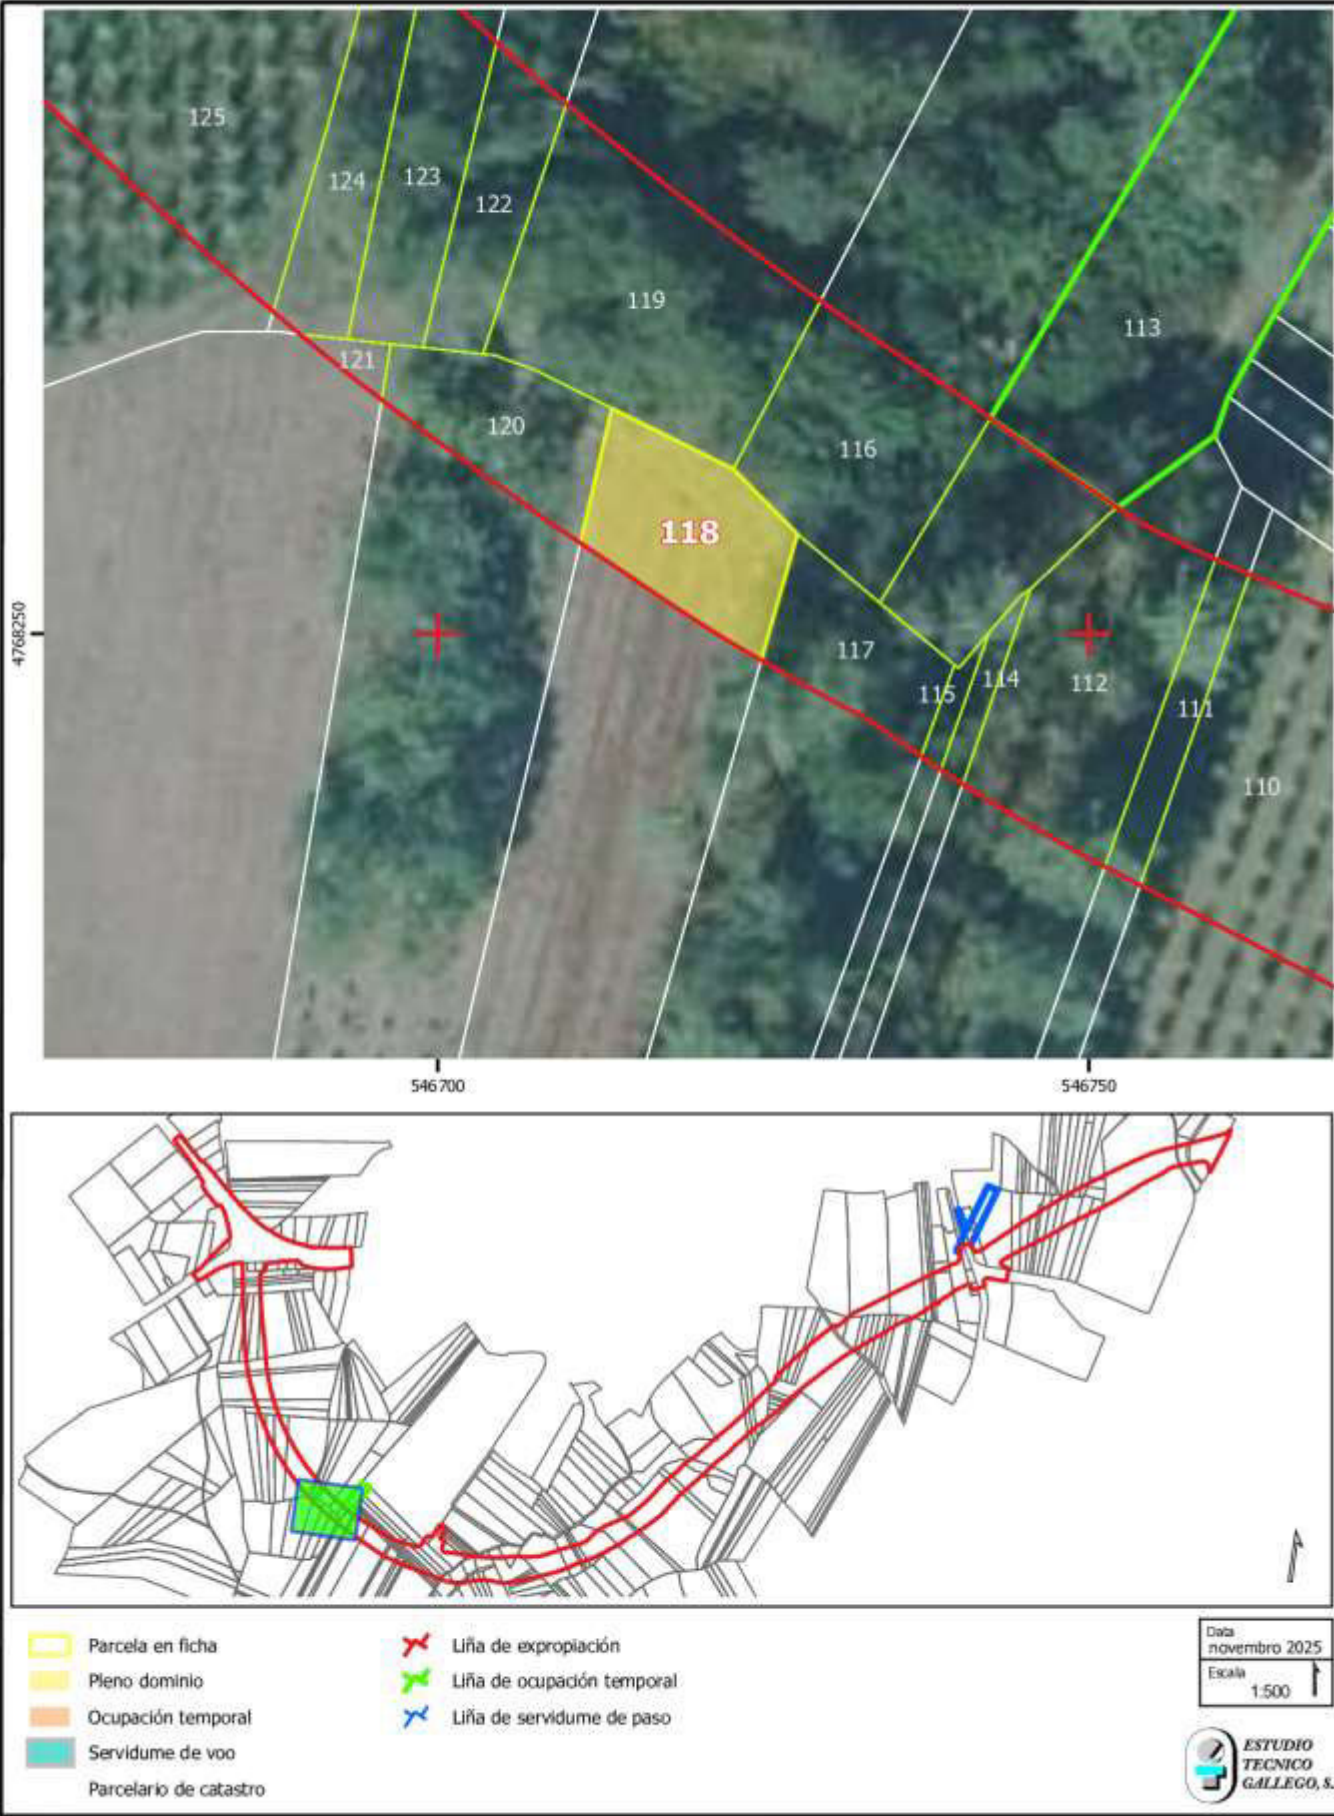 125
124
123
122
119
113
121
120
116
118
117
115
114
112
111
110
4768250
546700
546750
Parcela en ficha
Pleno dominio
Ocupación temporal
Servidume de voo
Parcelario de catastro
Liña de expropiación
Liña de ocupación temporal
Liña de servidume de paso
Data
novembro 2025
Escala
1:500
ESTUDIO
TECNICO
GALLEGO, S.